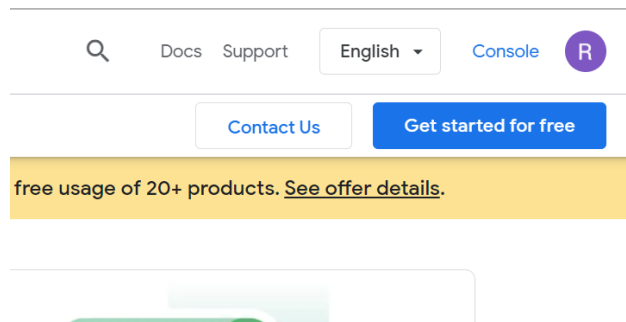 Docs Support English Console R
Contact Us Get started for free
free usage of 20+ products. See offer details.